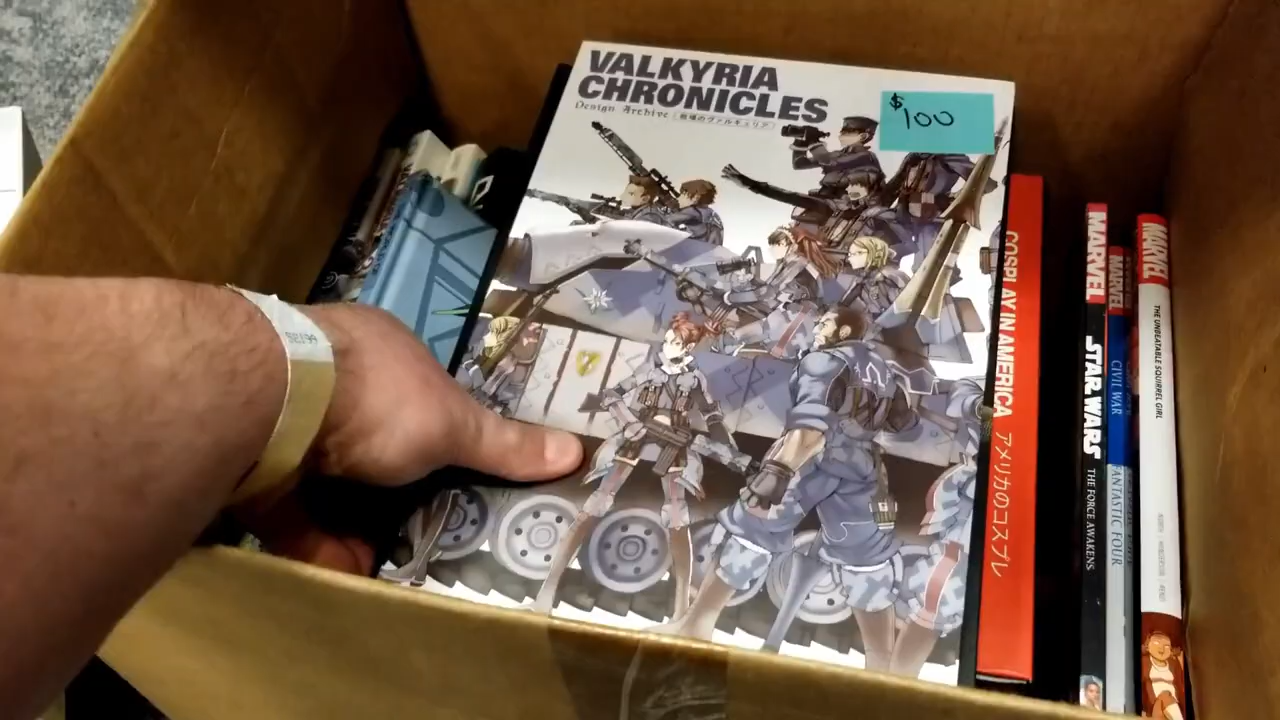 VALKYRIA
CHRONICLES
Design Archive 戦場のヴァルキュリア
$100
COSPLAY IN AMERICA アメリカのコスプレ
MARVEL
STAR WARS
THE FORCE AWAKENS
MARVEL
CIVIL WAR
FANTASTIC FOUR
MARVEL
THE UNBEATABLE SQUIRREL GIRL